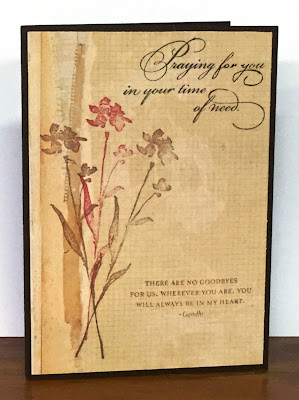 Praying for you
in your time
of need.
THERE ARE NO GOODBYES
FOR US. WHEREVER YOU ARE, YOU
WILL ALWAYS BE IN MY HEART.
~Gandhi